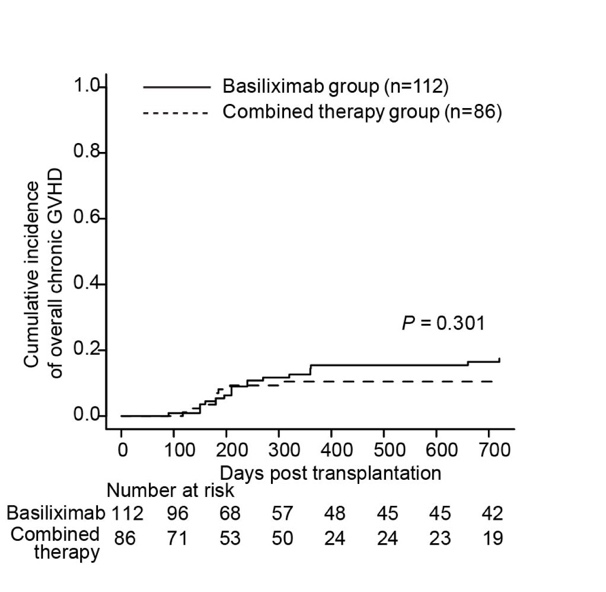 Basiliximab group (n=112)
Combined therapy group (n=86)
Cumulative incidence
of overall chronic GVHD
1.0
0.8
0.6
0.4
0.2
0.0
P = 0.301
0 100 200 300 400 500 600 700
Days post transplantation
Number at risk
Basiliximab 112 96 68 57 48 45 45 42
Combined 86 71 53 50 24 24 23 19
therapy